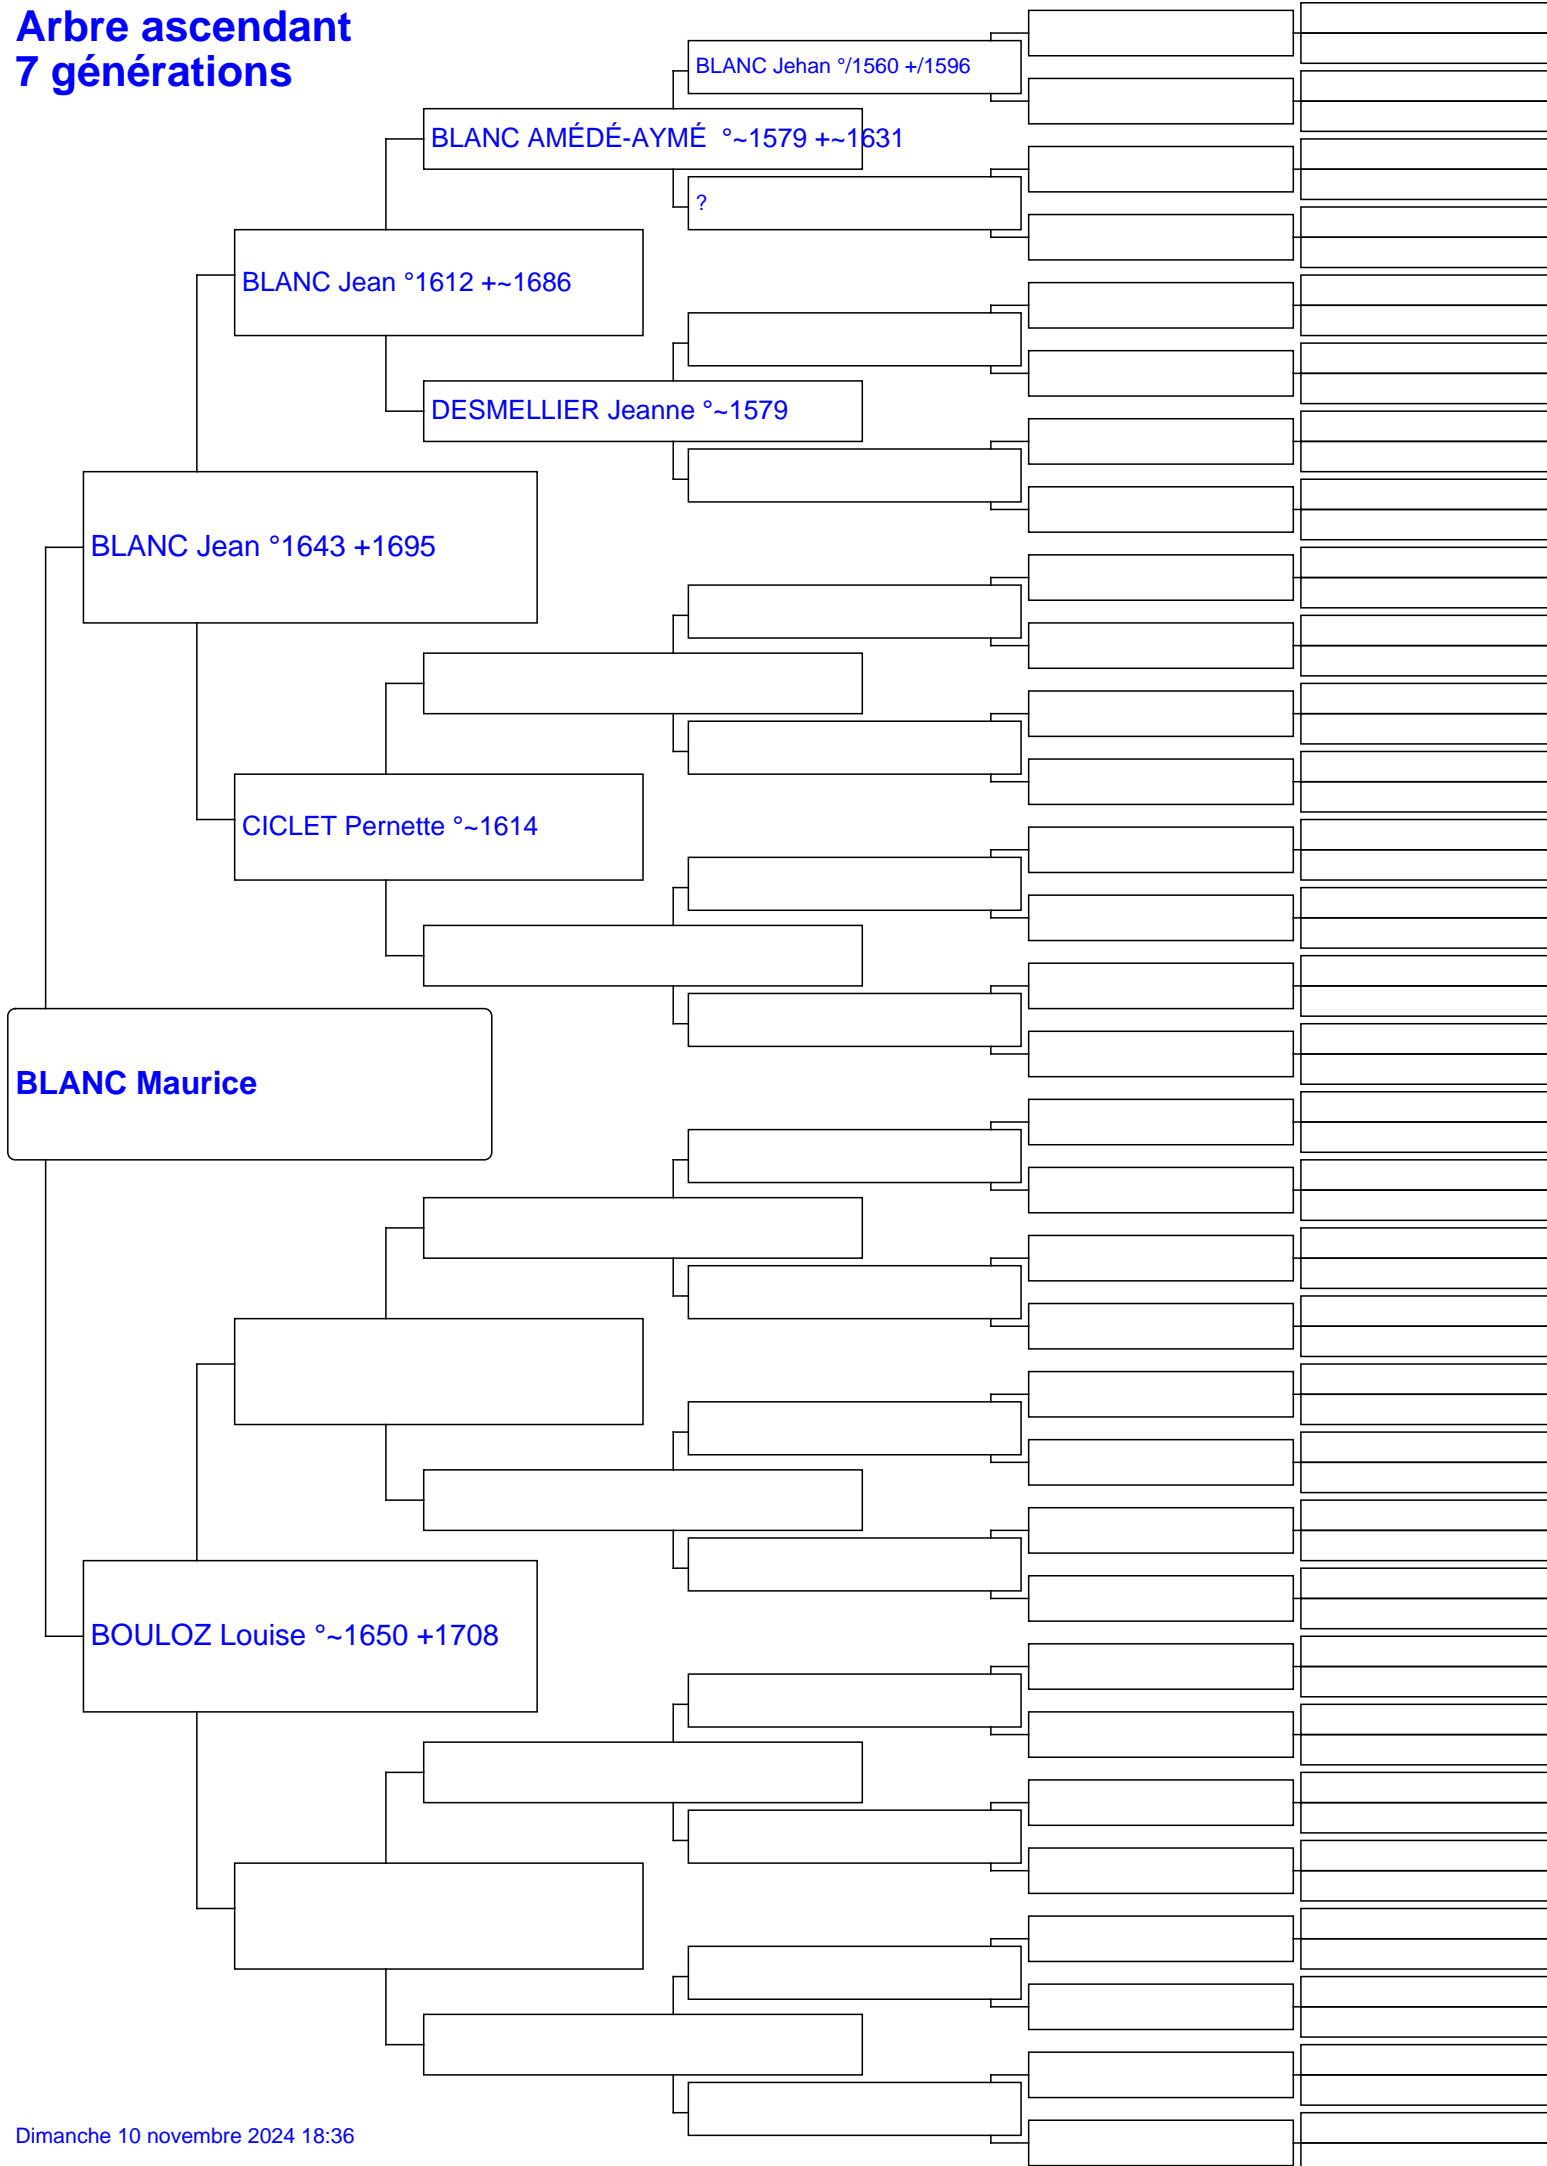 Arbre ascendant
7 générations
BLANC Jehan °/1560 +/1596
BLANC AMÉDÉ-AYMÉ °~1579 +~1631
?
BLANC Jean °1612 +~1686
DESMELLIER Jeanne °~1579
BLANC Jean °1643 +1695
CICLET Pernette °~1614
BLANC Maurice
BOULOZ Louise °~1650 +1708
Dimanche 10 novembre 2024 18:36